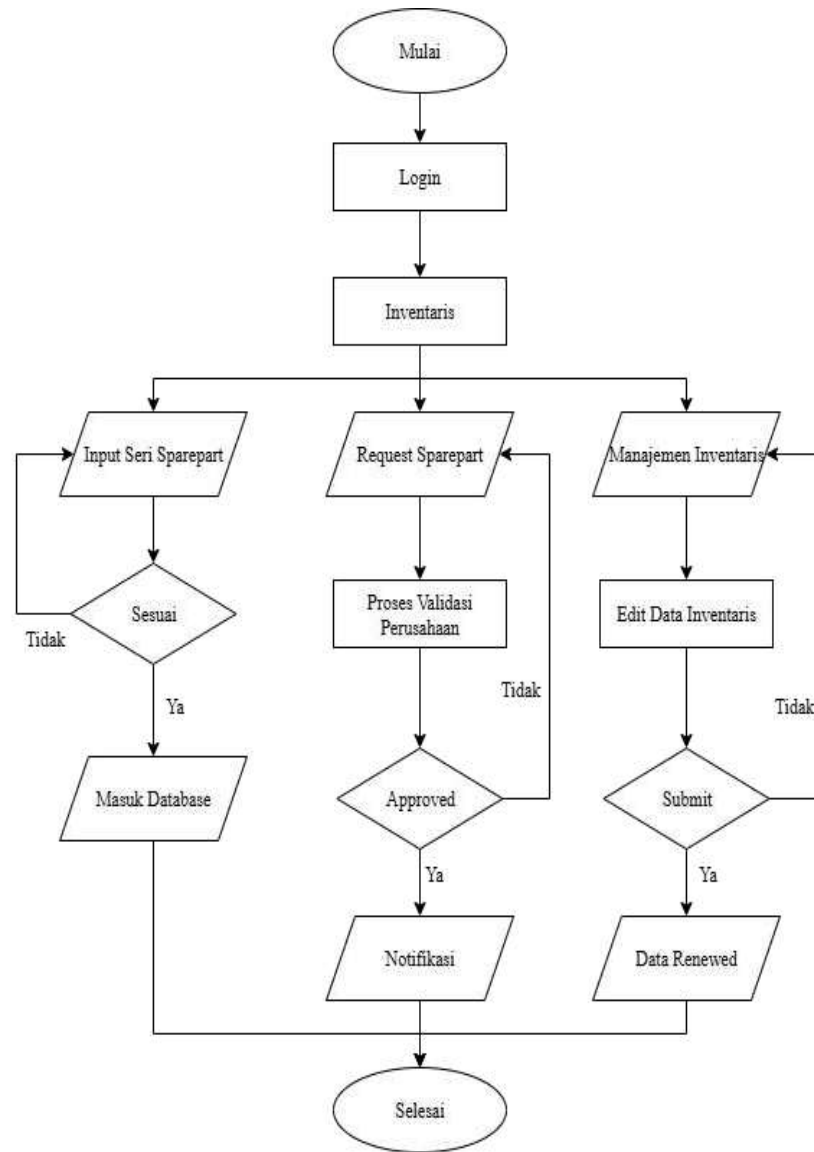 Mulai
Login
Inventaris
Input Seri Sparepart
Request Sparepart
Manajemen Inventaris
Sesuai
Tidak
Ya
Proses Validasi
Perusahaan
Edit Data Inventaris
Tidak
Tidak
Masuk Database
Approved
Submit
Ya
Ya
Notifikasi
Data Renewed
Selesai